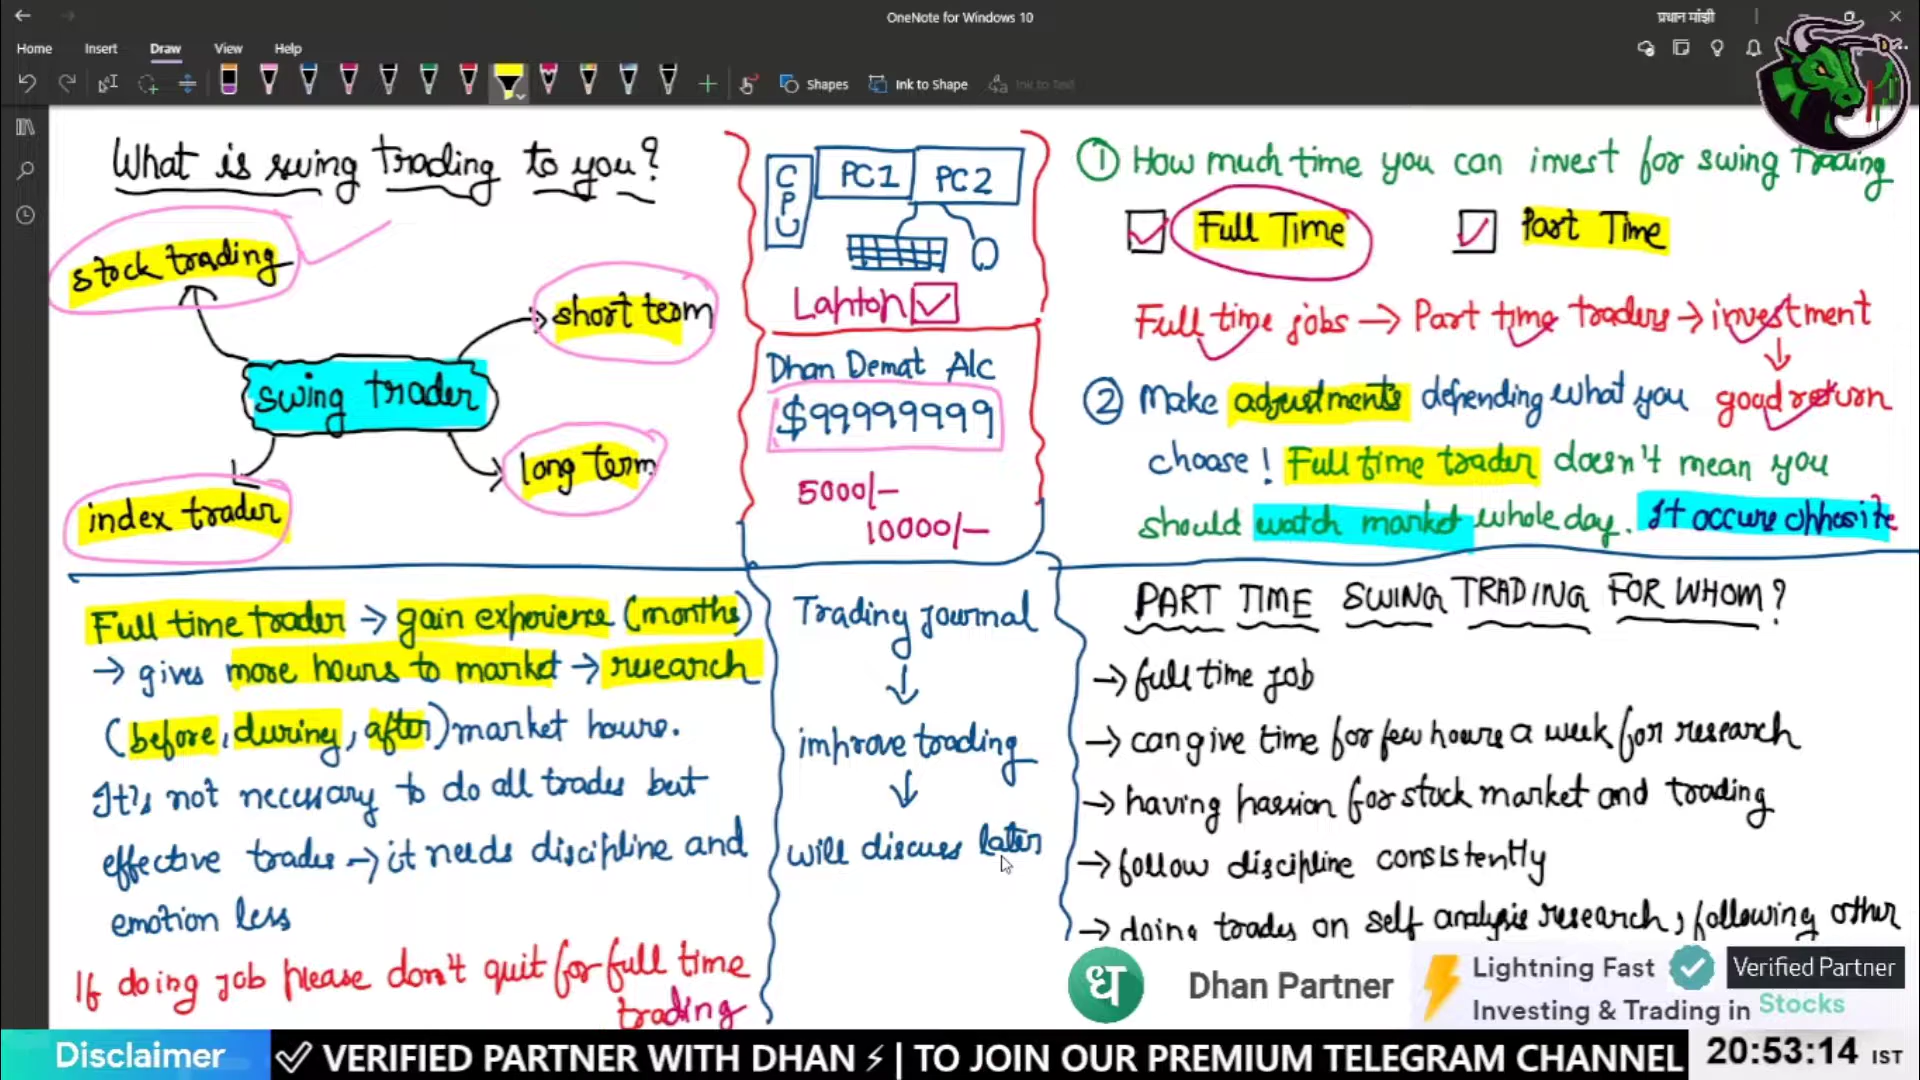 OneNote for Windows 10
प्रधान मांझी
Home Insert Draw View Help
Shapes Ink to Shape Ink to Text
What is swing trading to you?
stock trading
short term
swing trader
long term
index trader
CPU
PC1 PC2
Lahtoh
Dhan Demat A/c
$99999999
5000/-
10000/-
① How much time you can invest for swing trading
Full Time Part Time
Full time jobs → Part time traders → investment
↓
② Make adjustments depending what you good return
choose! Full time trader doesn't mean you
should watch market whole day. It occurs opposite
Full time trader → gain experience (months)
→ gives more hours to market → research
(before, during, after) market hours.
It's not necessary to do all trades but
effective trades → it needs discipline and
emotion less
If doing job please don't quit for full time
trading
Trading journal
↓
improve trading
↓
will discuss later
PART TIME SWING TRADING FOR WHOM?
→ full time job
→ can give time for few hours a week for research
→ having passion for stock market and trading
→ follow discipline consistently
→ doing trades on self analysis research, following other
ध Dhan Partner
Lightning Fast
Investing & Trading in Stocks
Verified Partner
Disclaimer
VERIFIED PARTNER WITH DHAN ⚡ | TO JOIN OUR PREMIUM TELEGRAM CHANNEL
20:53:14 IST